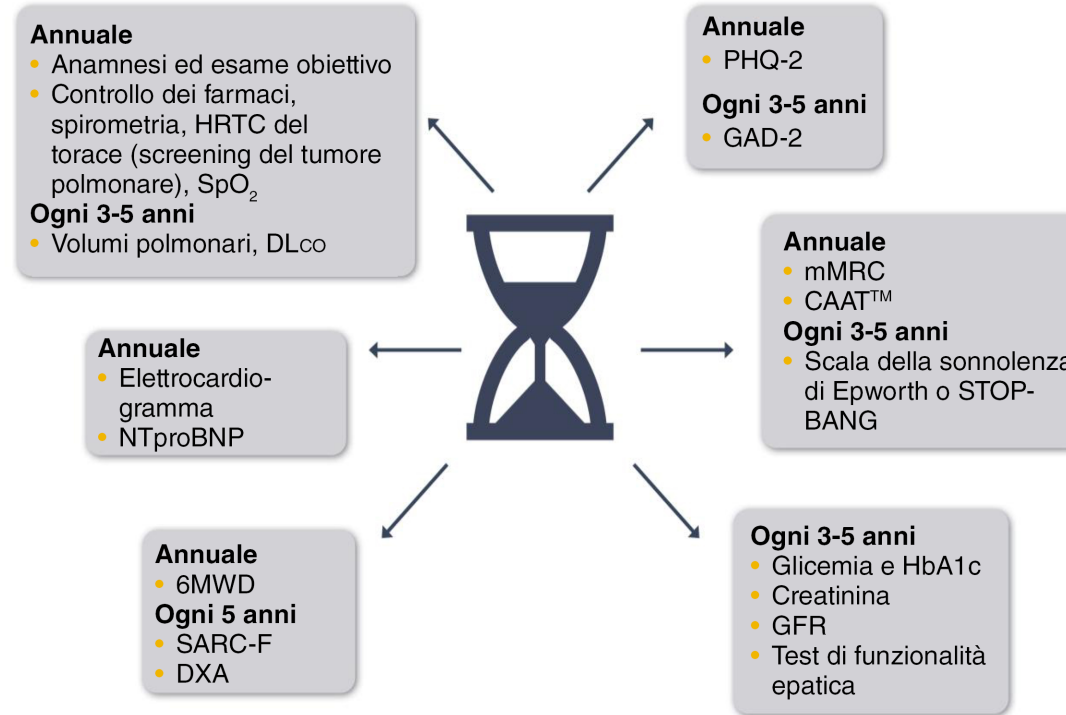 Annuale
• Anamnesi ed esame obiettivo
• Controllo dei farmaci,
spirometria, HRTC del
torace (screening del tumore
polmonare), SpO₂
Ogni 3-5 anni
• Volumi polmonari, DLCO
Annuale
• PHQ-2
Ogni 3-5 anni
• GAD-2
Annuale
• mMRC
• CAAT™
Ogni 3-5 anni
• Scala della sonnolenza
di Epworth o STOP-
BANG
Annuale
• Elettrocardio-
gramma
• NTproBNP
Annuale
• 6MWD
Ogni 5 anni
• SARC-F
• DXA
Ogni 3-5 anni
• Glicemia e HbA1c
• Creatinina
• GFR
• Test di funzionalità
epatica